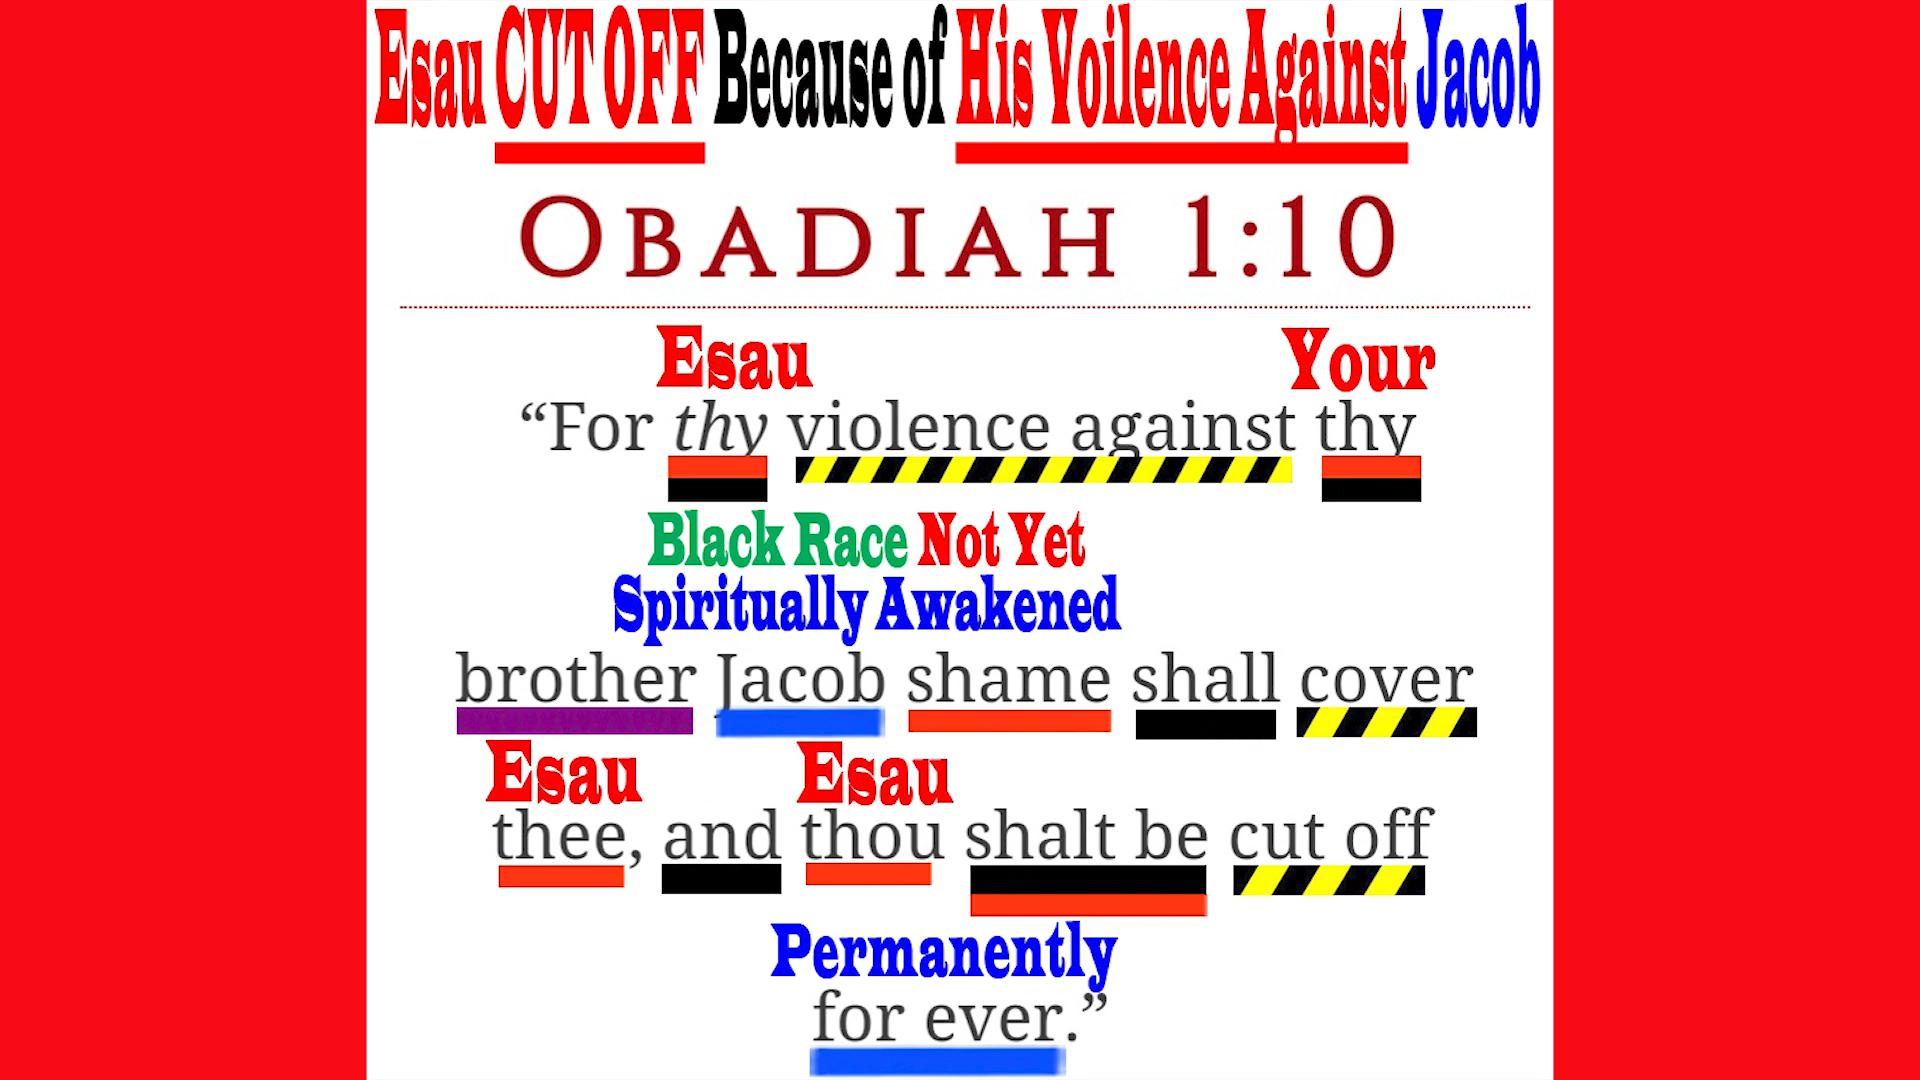 Esau CUT OFF Because of His Voilence Against Jacob
OBADIAH 1:10
Esau Your
“For thy violence against thy
Black Race Not Yet
Spiritually Awakened
brother Jacob shame shall cover
Esau Esau
thee, and thou shalt be cut off
Permanently
for ever.”